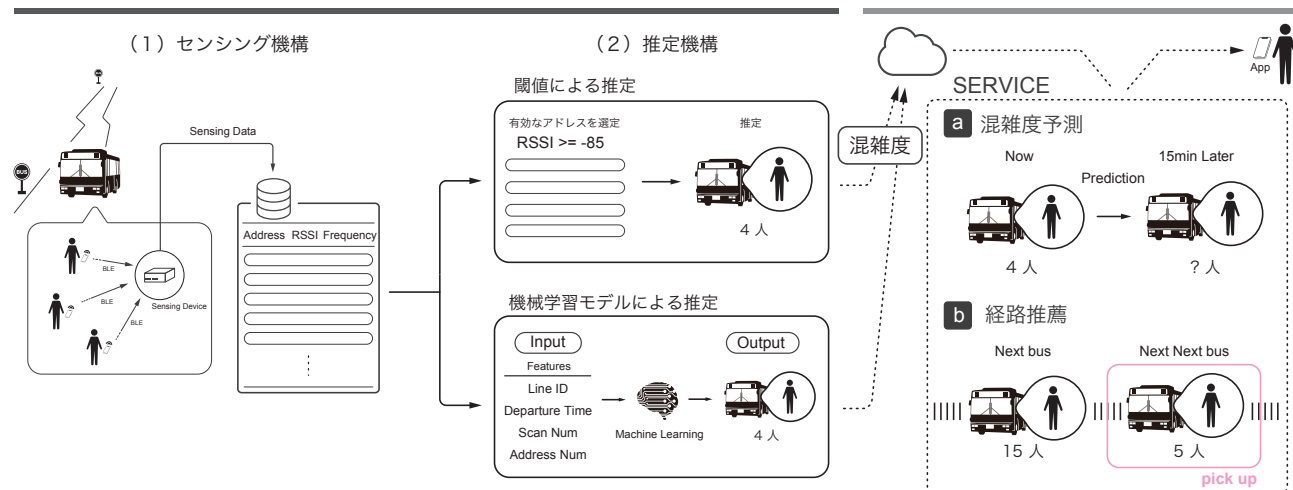 (1)センシング機構
(2)推定機構
BUS
Sensing Data
BLE
BLE
BLE
Sensing Device
Address RSSI Frequency
閾値による推定
有効なアドレスを選定
RSSI >= -85
推定
4 人
機械学習モデルによる推定
Input
Features
Line ID
Departure Time
Scan Num
Address Num
Machine Learning
Output
4 人
混雑度
App
SERVICE
a 混雑度予測
Now
Prediction
15min Later
4 人
? 人
b 経路推薦
Next bus
Next Next bus
15 人
5 人
pick up